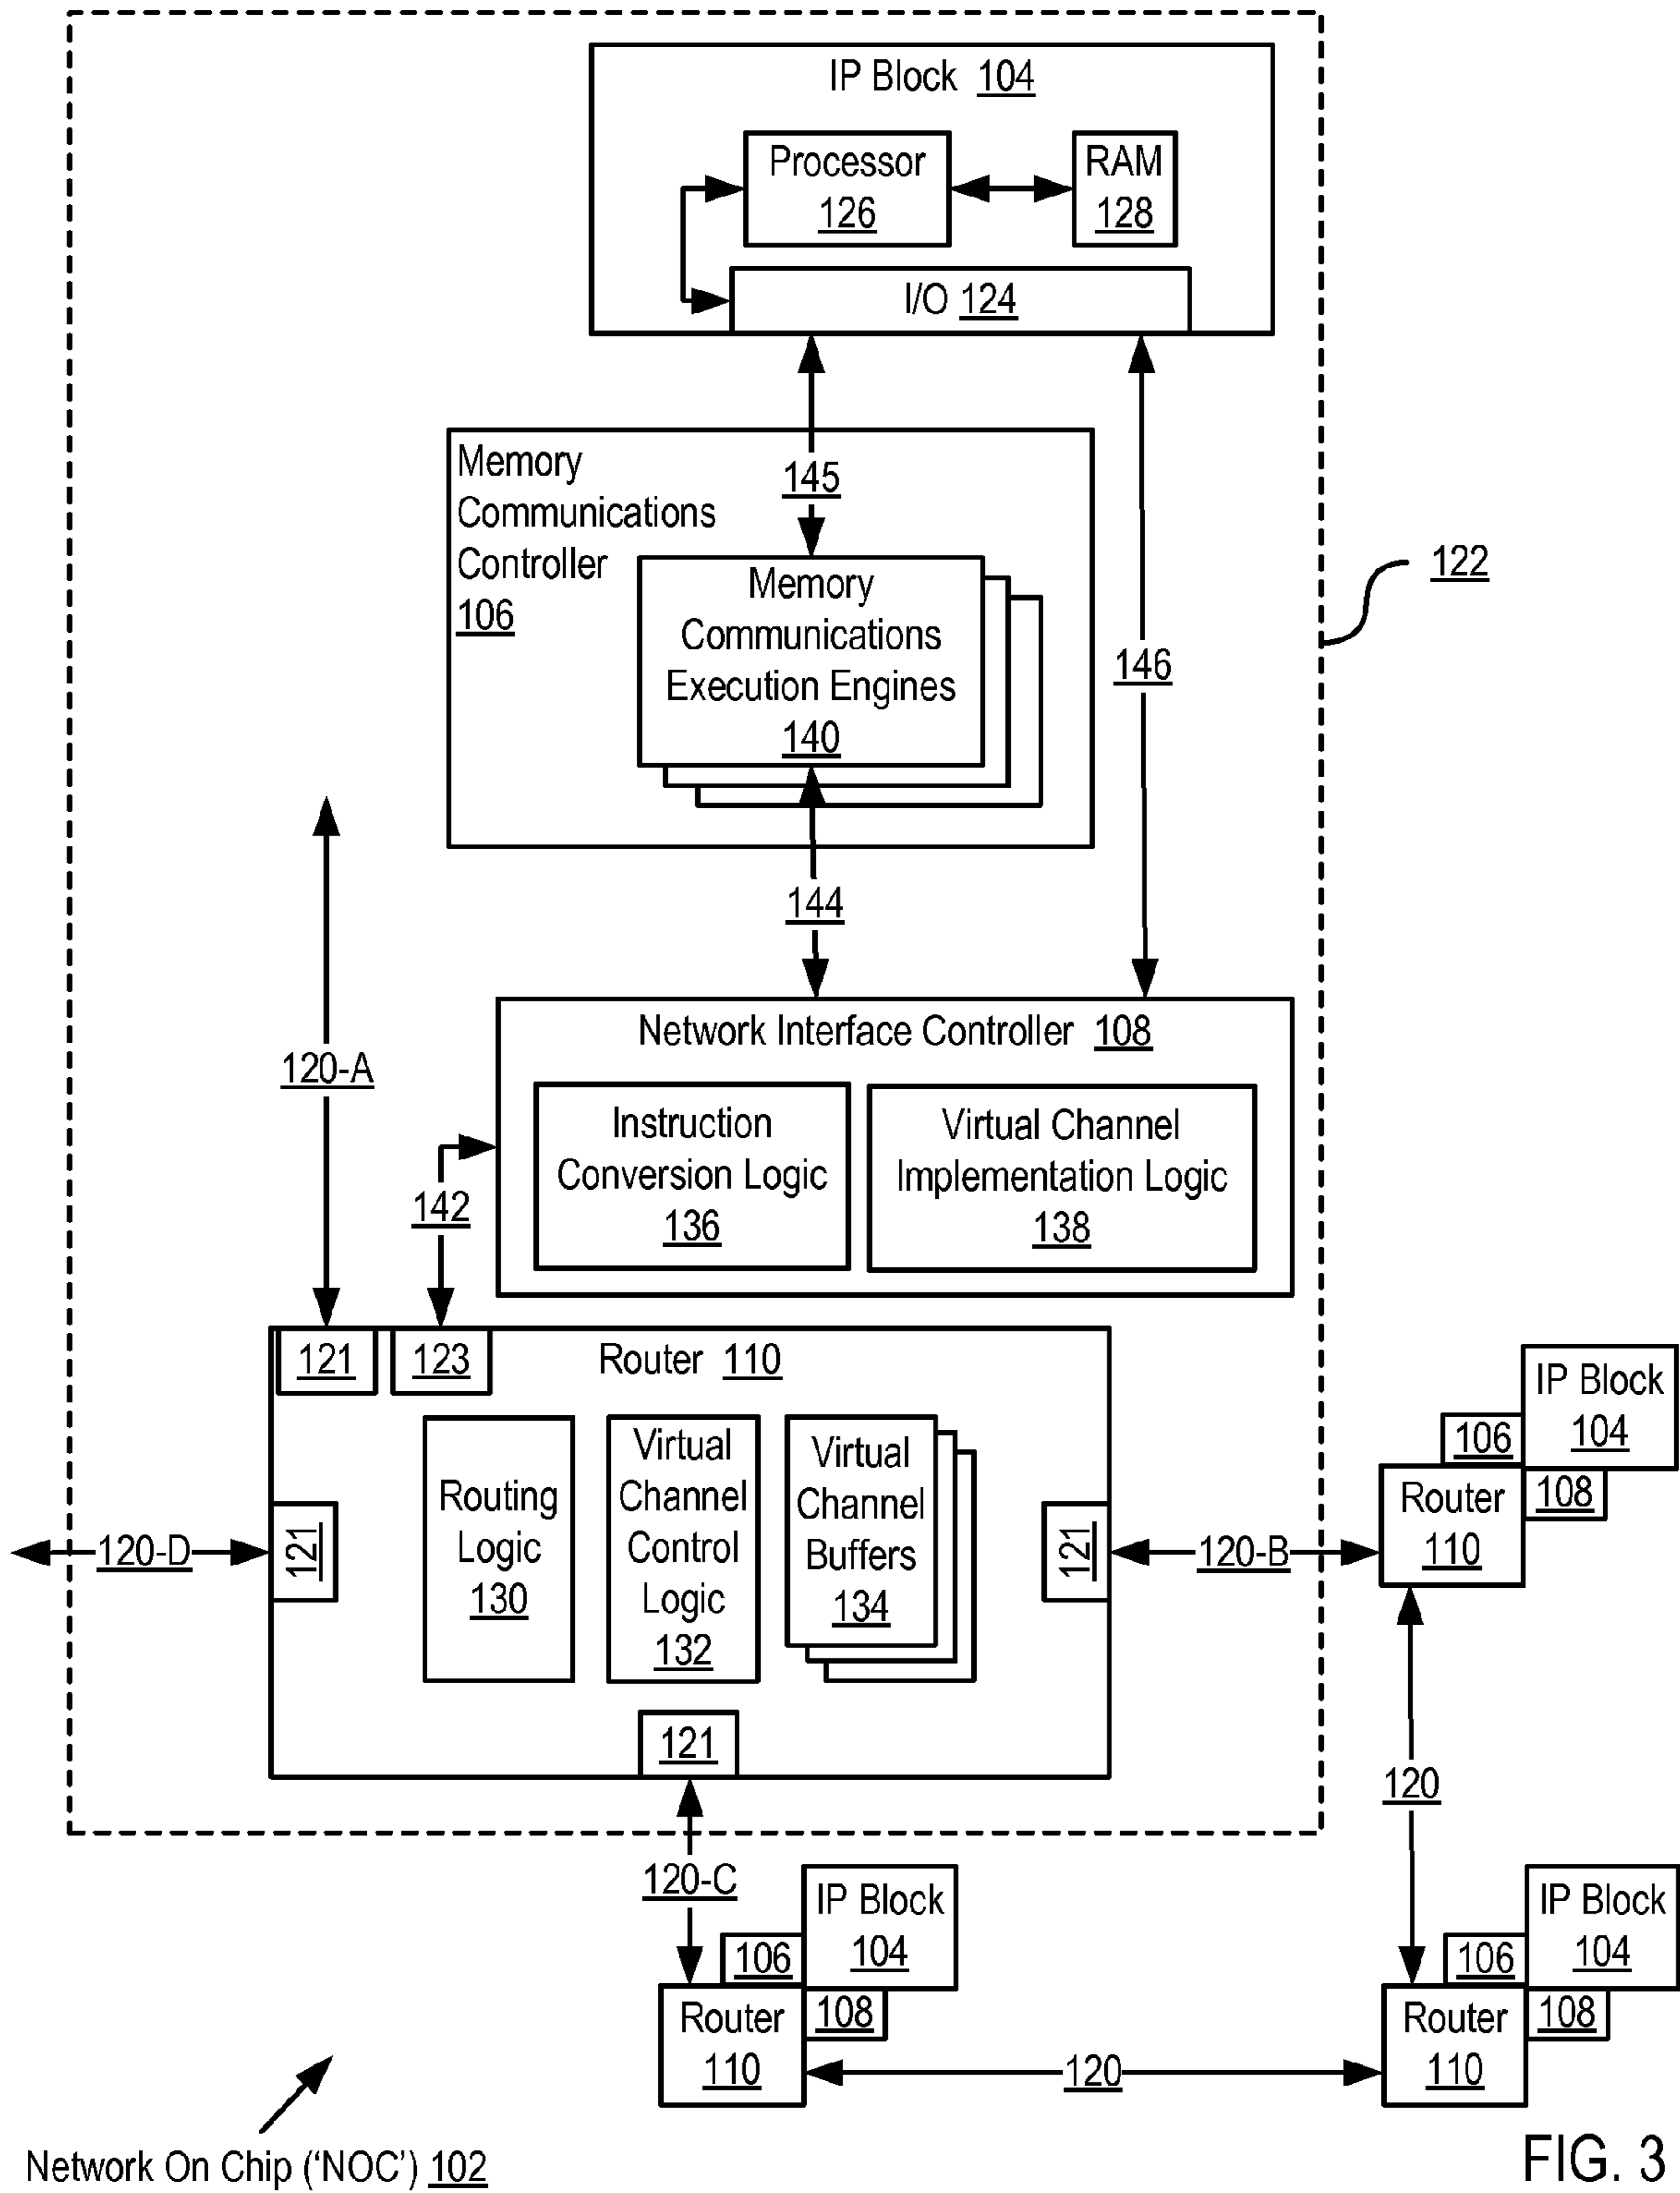 IP Block 104
Processor
126
RAM
128
I/O 124
Memory
Communications
Controller
106
145
Memory
Communications
Execution Engines
140
122
146
144
120-A
Network Interface Controller 108
Instruction
Conversion Logic
136
Virtual Channel
Implementation Logic
138
142
121
123
Router 110
Routing
Logic
130
Virtual
Channel
Control
Logic
132
Virtual
Channel
Buffers
134
120-D
121
121
120-B
121
IP Block
104
106
Router
110
108
120
120-C
IP Block
104
106
Router
110
108
120
IP Block
104
106
Router
110
108
Network On Chip (‘NOC’) 102
FIG. 3